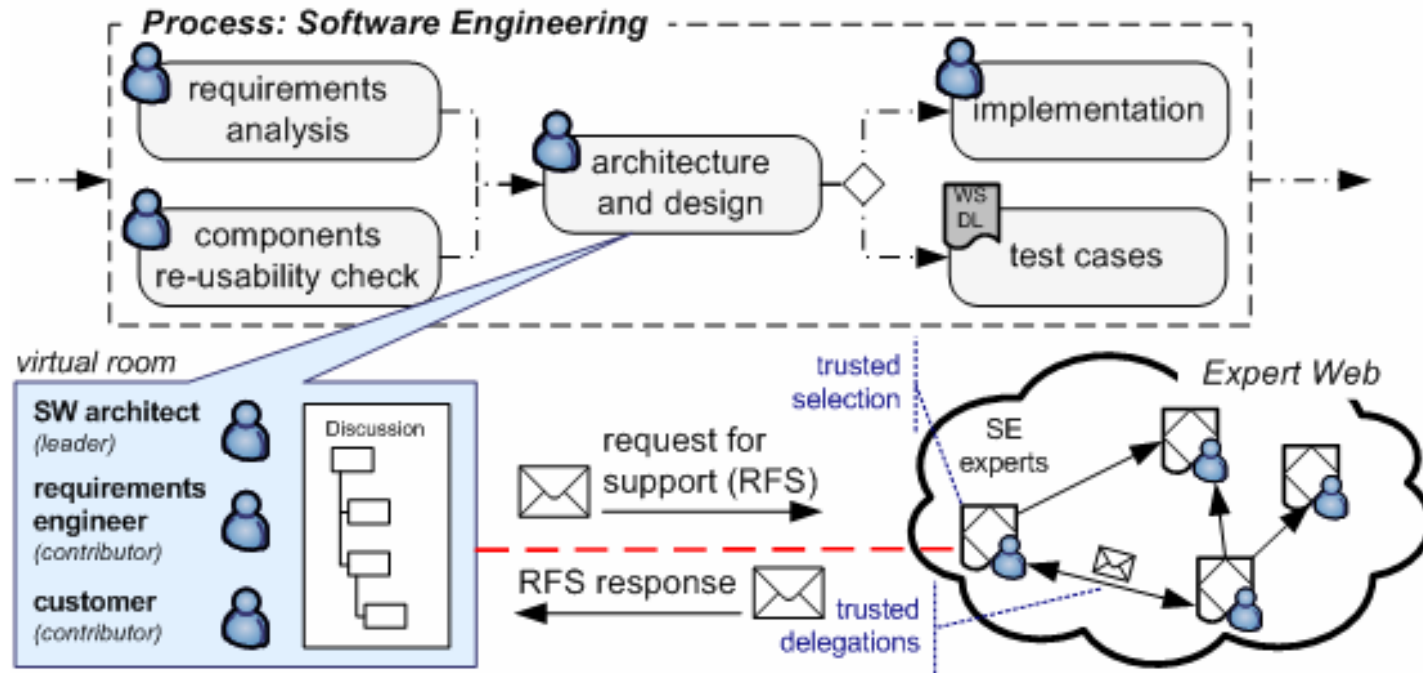 Process: Software Engineering
requirements
analysis
components
re-usability check
architecture
and design
implementation
WS
DL
test cases
virtual room
SW architect
(leader)
requirements
engineer
(contributor)
customer
(contributor)
Discussion
request for
support (RFS)
RFS response
trusted
selection
trusted
delegations
Expert Web
SE
experts